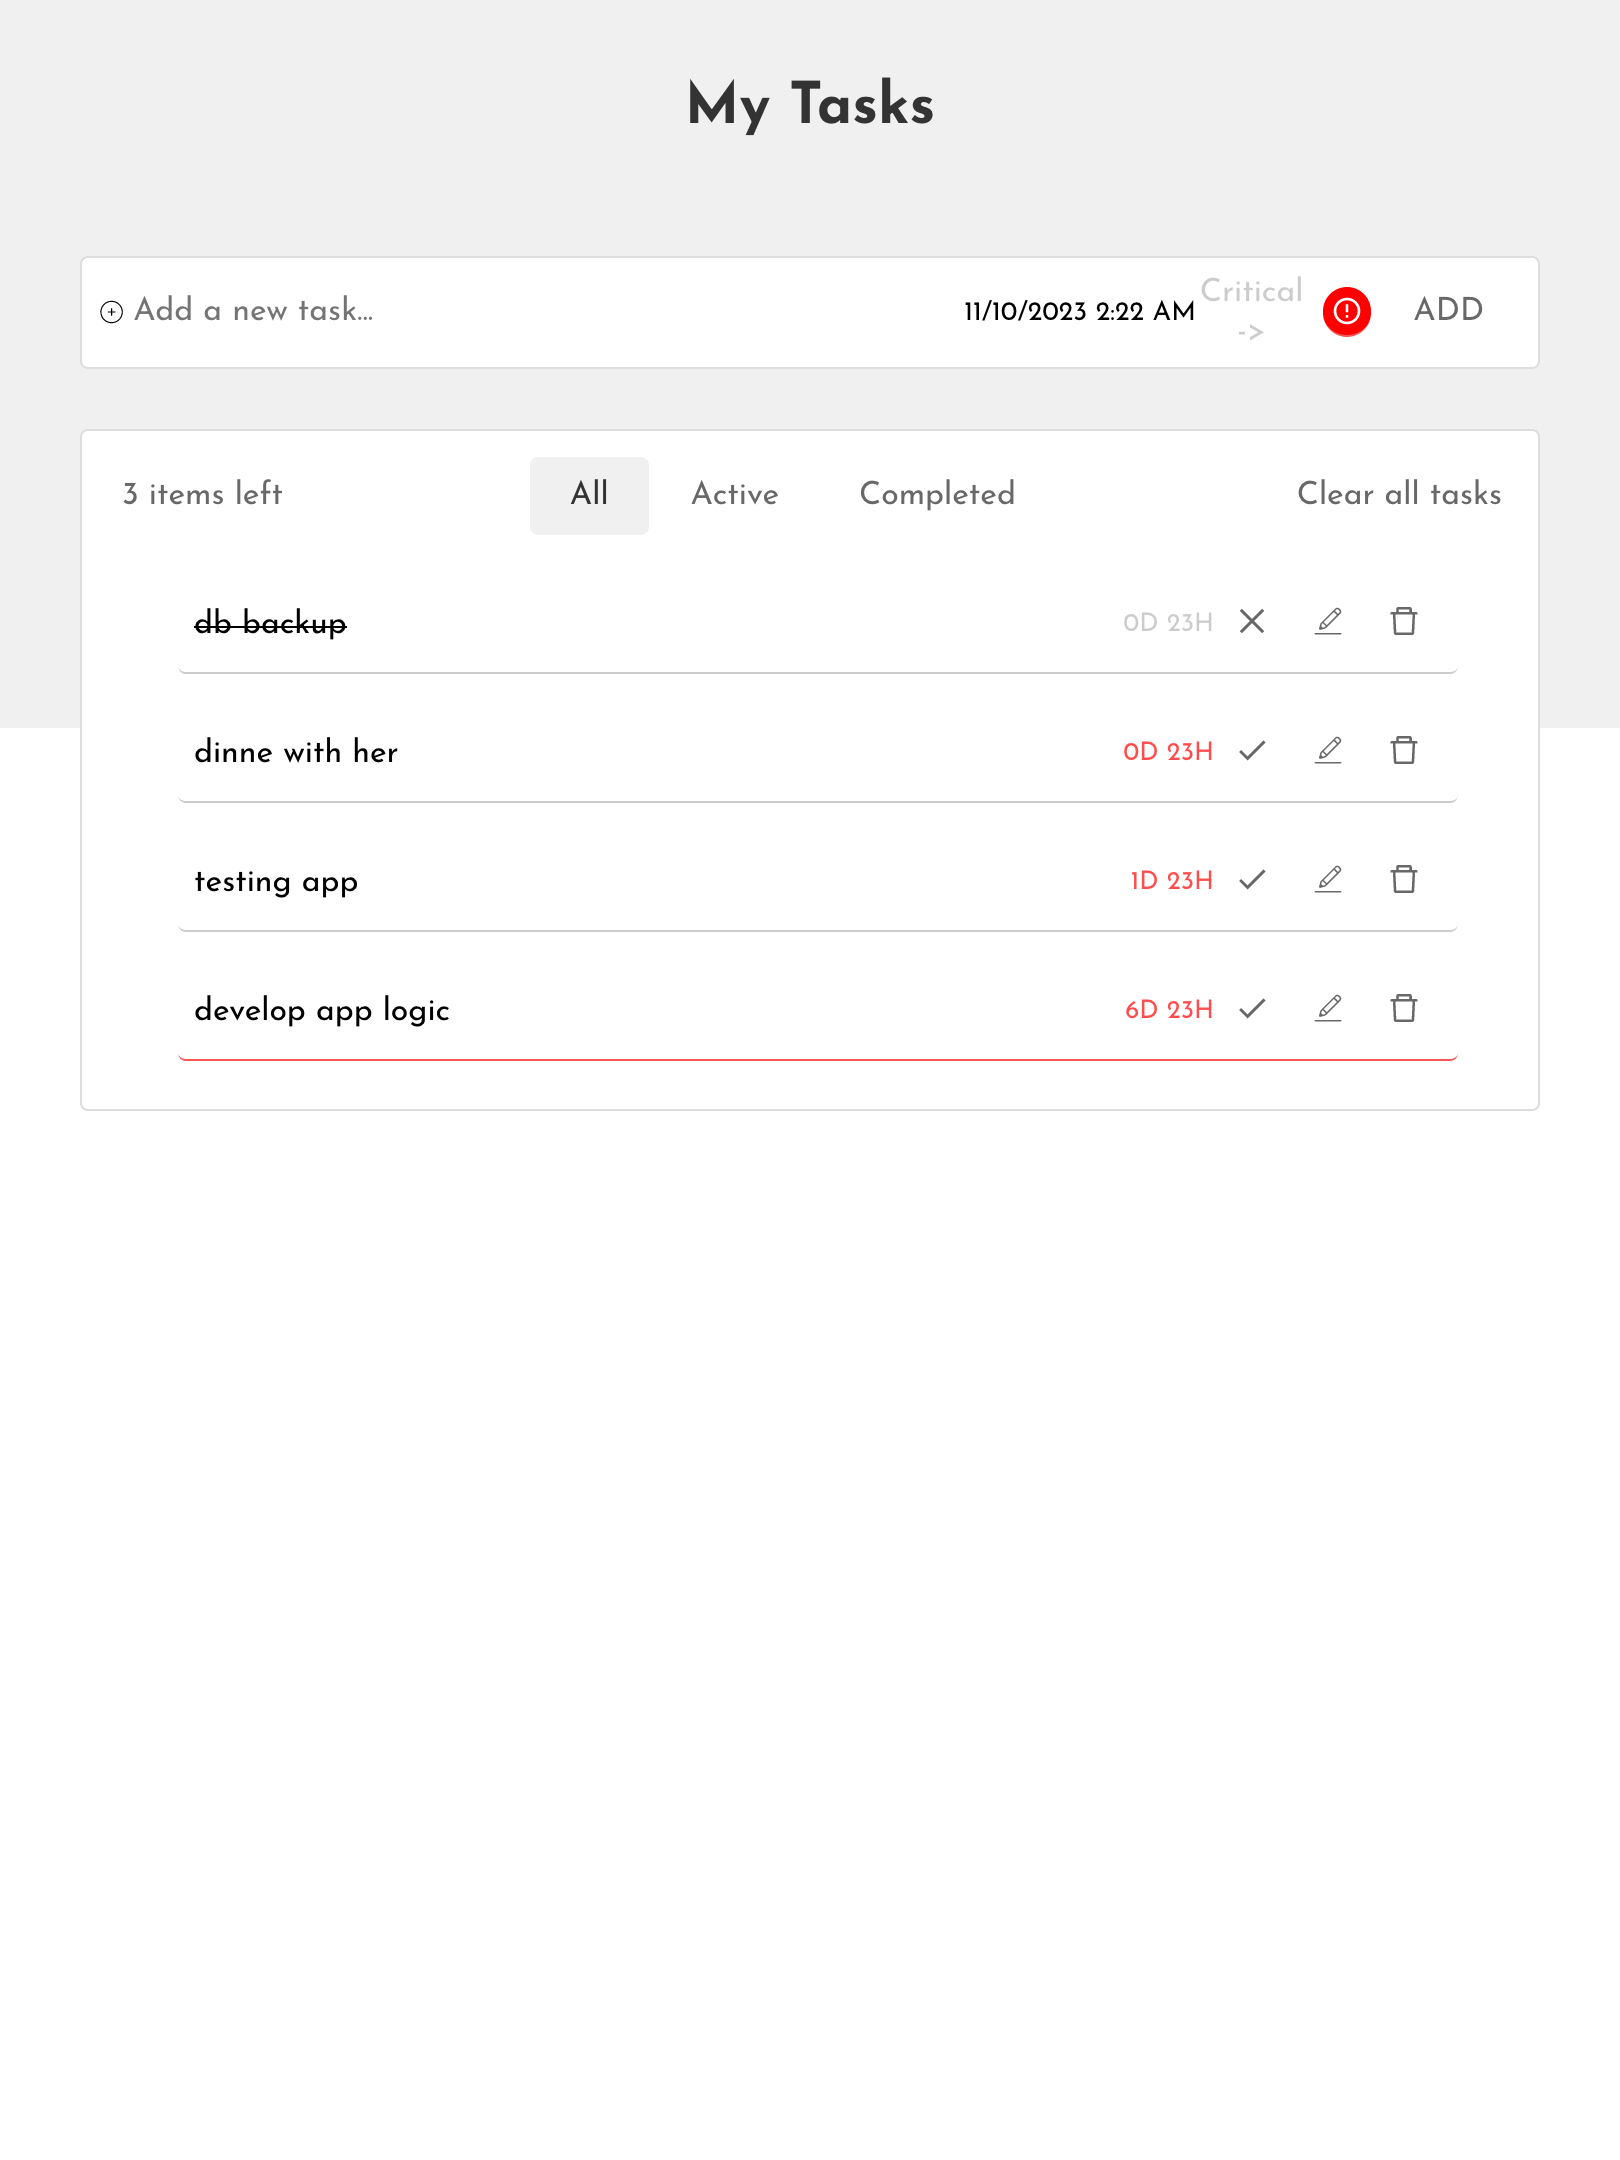 My Tasks
Add a new task...
11/10/2023 2:22 AM
Critical
->
ADD
3 items left
All
Active
Completed
Clear all tasks
db backup
0D 23H
dinne with her
0D 23H
testing app
1D 23H
develop app logic
6D 23H